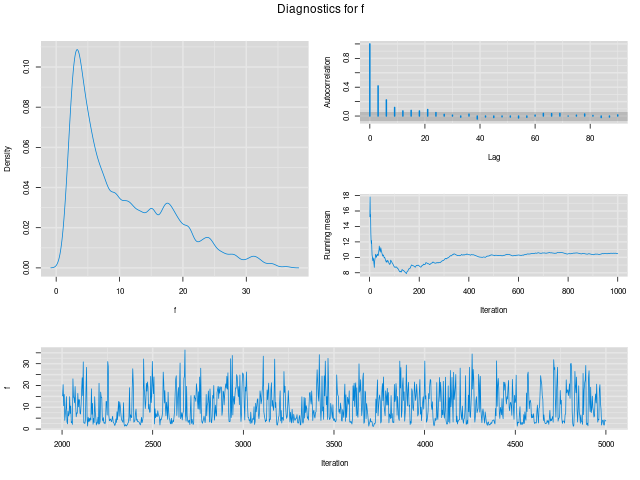 Diagnostics for f
Density
0.00 0.02 0.04 0.06 0.08 0.10
0 10 20 30
f
Autocorrelation
0.0 0.4 0.8
0 20 40 60 80
Lag
Running mean
8 10 12 14 16 18
0 200 400 600 800 1000
Iteration
f
0 10 20 30
2000 2500 3000 3500 4000 4500 5000
Iteration